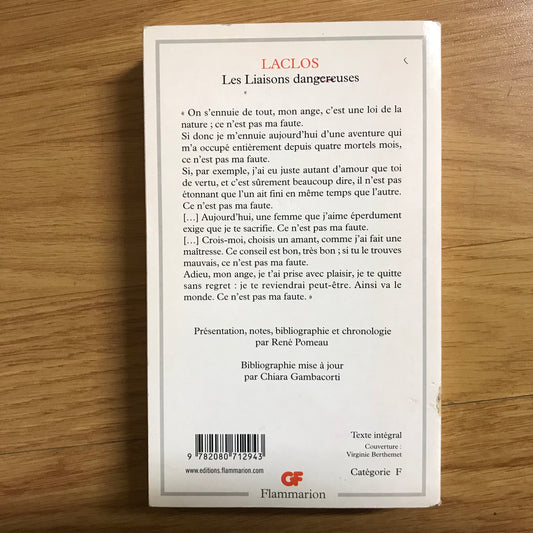 LACLOS
Les Liaisons dangereuses
« On s'ennuie de tout, mon ange, c'est une loi de la
nature ; ce n'est pas ma faute.
Si donc je m'ennuie aujourd'hui d'une aventure qui
m'a occupé entièrement depuis quatre mortels mois,
ce n'est pas ma faute.
Si, par exemple, j'ai eu juste autant d'amour que toi
de vertu, et c'est sûrement beaucoup dire, il n'est pas
étonnant que l'un ait fini en même temps que l'autre.
Ce n'est pas ma faute.
[…] Aujourd'hui, une femme que j'aime éperdument
exige que je te sacrifie. Ce n'est pas ma faute.
[…] Crois-moi, choisis un amant, comme j'ai fait une
maîtresse. Ce conseil est bon, très bon ; si tu le trouves
mauvais, ce n'est pas ma faute.
Adieu, mon ange, je t'ai prise avec plaisir, je te quitte
sans regret : je te reviendrai peut-être. Ainsi va le
monde. Ce n'est pas ma faute. »
Présentation, notes, bibliographie et chronologie
par René Pomeau
Bibliographie mise à jour
par Chiara Gambacorti
9 782080 712943
www.editions.flammarion.com
GF
Flammarion
Texte intégral
Couverture :
Virginie Berthemet
Catégorie F